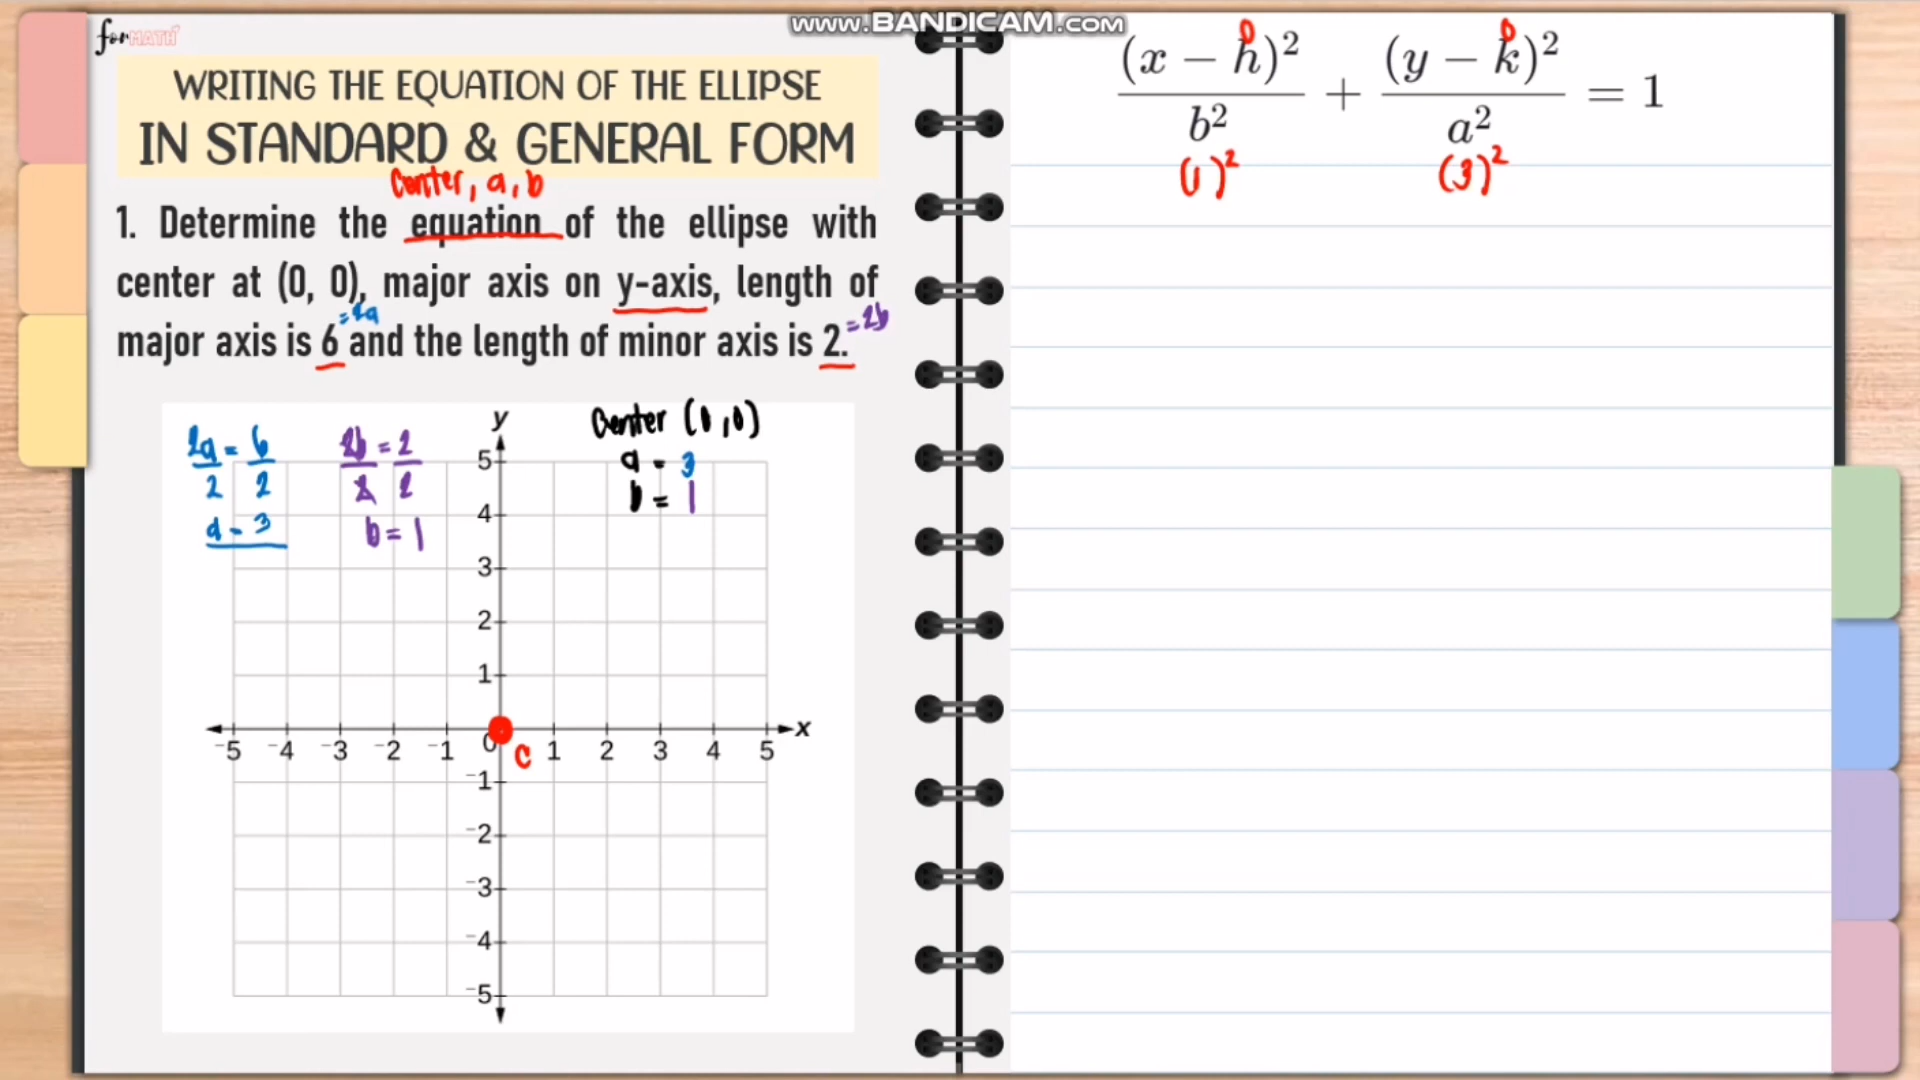 www.BANDICAM.com
forMATH
WRITING THE EQUATION OF THE ELLIPSE
IN STANDARD & GENERAL FORM
Center, a, b
1. Determine the equation of the ellipse with
center at (0, 0), major axis on y-axis, length of
= 2a = 2b
major axis is 6 and the length of minor axis is 2.
2a = 6 2b = 2 y Center (0,0)
2 2 2 2 5 a = 3
a = 3 b = 1 4 b = 1
3
2
1
-5 -4 -3 -2 -1 0 C 1 2 3 4 5 x
-1
-2
-3
-4
-5
0 0
(x − h)² + (y − k)² = 1
b² a²
(1)² (3)²